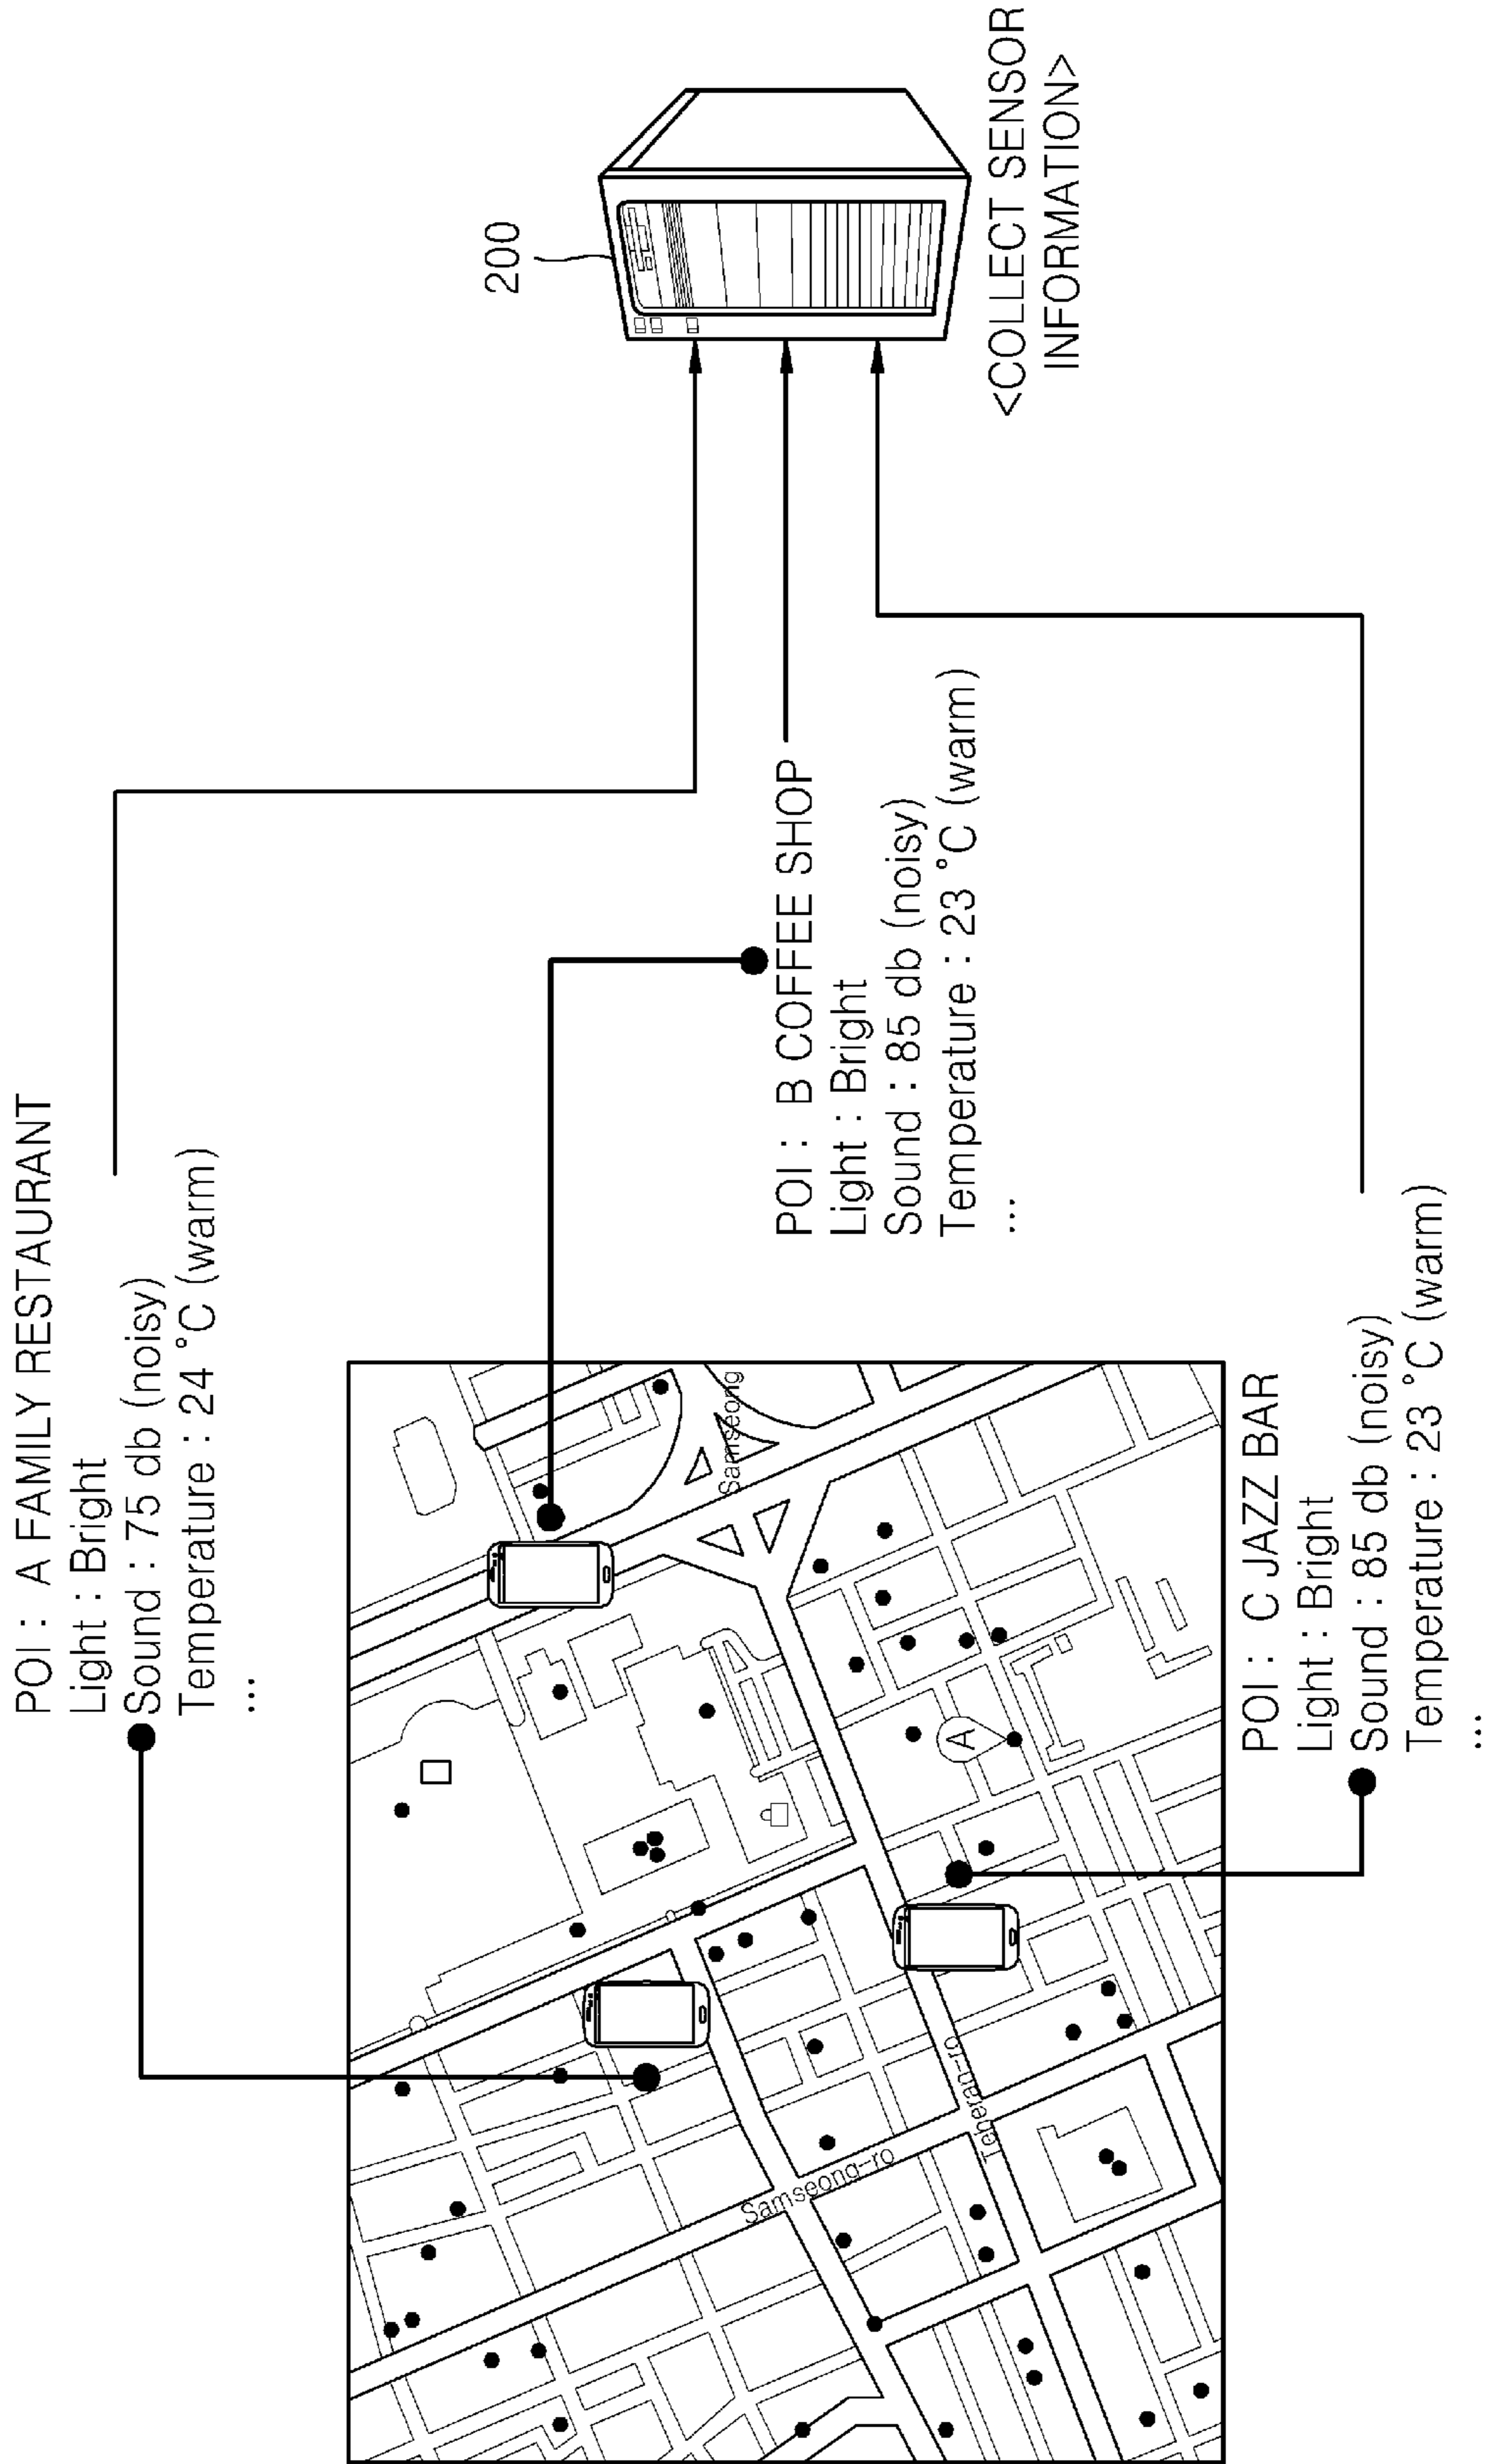 POI : A FAMILY RESTAURANT
Light : Bright
Sound : 75 db (noisy)
Temperature : 24 °C (warm)
...
Samseong-ro
Teheran-ro
Samseong
A
POI : B COFFEE SHOP
Light : Bright
Sound : 85 db (noisy)
Temperature : 23 °C (warm)
...
POI : C JAZZ BAR
Light : Bright
Sound : 85 db (noisy)
Temperature : 23 °C (warm)
...
200
<COLLECT SENSOR
INFORMATION>